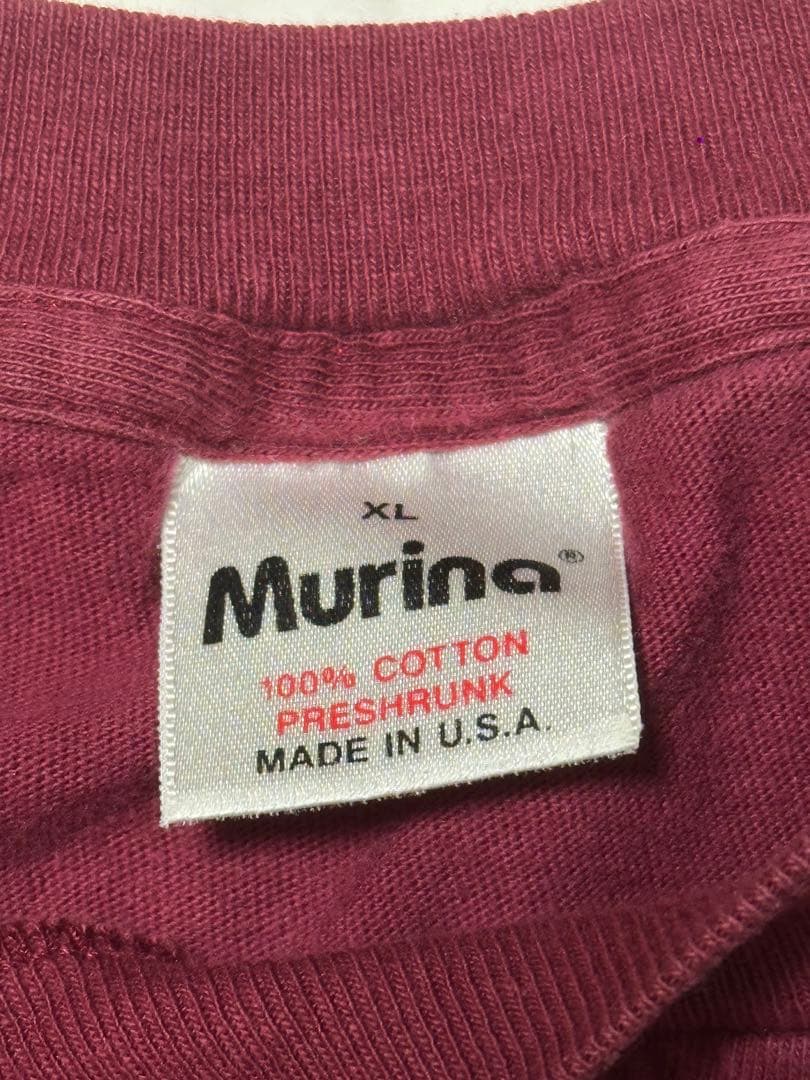 XL
Murina®
100% COTTON
PRESHRUNK
MADE IN U.S.A.